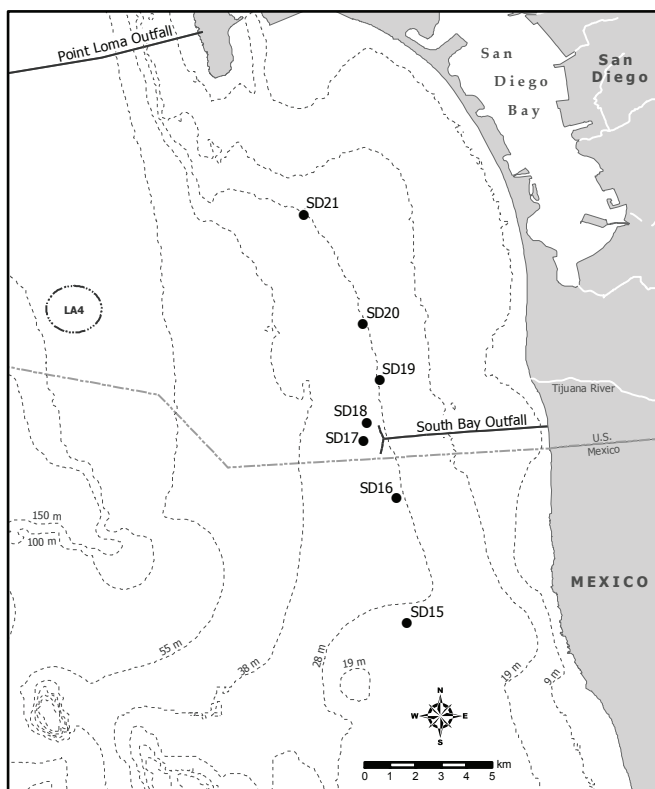 Point Loma Outfall
San
Diego
Bay
San
Diego
SD21
LA4
SD20
SD19
Tijuana River
SD18
South Bay Outfall
SD17
U.S.
Mexico
SD16
150 m
100 m
MEXICO
SD15
55 m
38 m
28 m
19 m
19 m
9 m
N
W
E
S
0 1 2 3 4 5
km